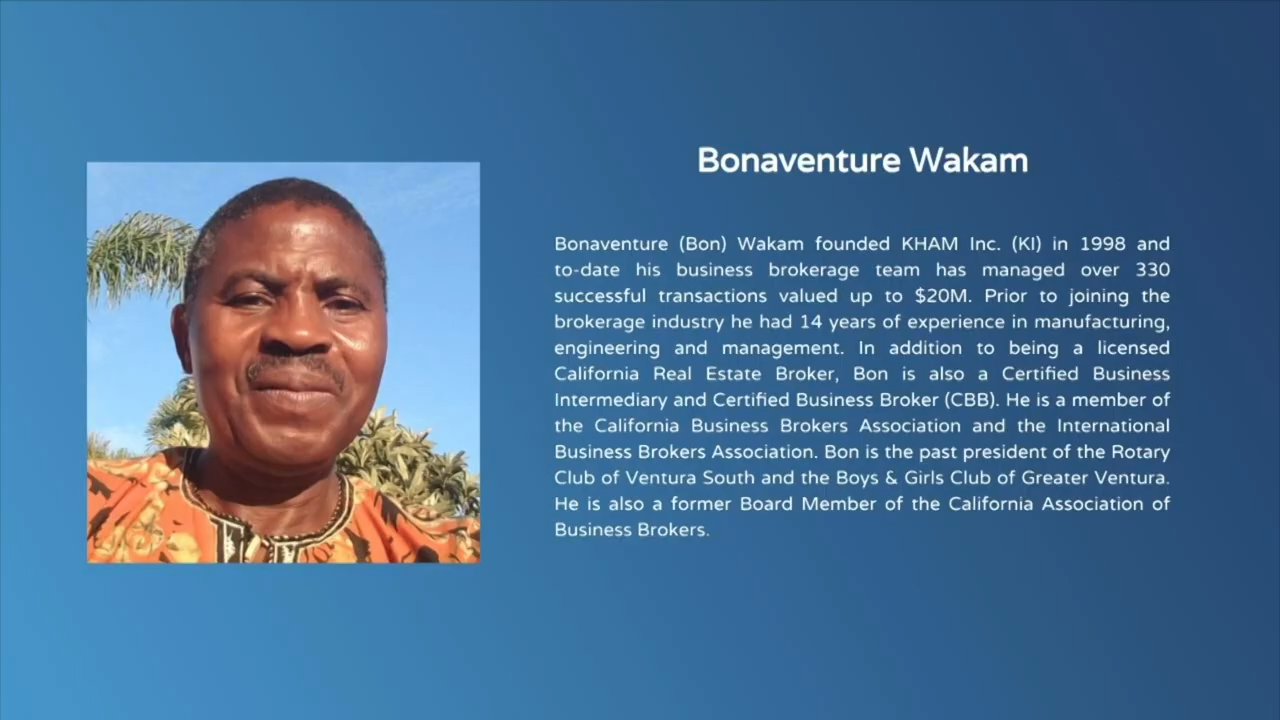 Bonaventure Wakam
Bonaventure (Bon) Wakam founded KHAM Inc. (KI) in 1998 and
to-date his business brokerage team has managed over 330
successful transactions valued up to $20M. Prior to joining the
brokerage industry he had 14 years of experience in manufacturing,
engineering and management. In addition to being a licensed
California Real Estate Broker, Bon is also a Certified Business
Intermediary and Certified Business Broker (CBB). He is a member of
the California Business Brokers Association and the International
Business Brokers Association. Bon is the past president of the Rotary
Club of Ventura South and the Boys & Girls Club of Greater Ventura.
He is also a former Board Member of the California Association of
Business Brokers.